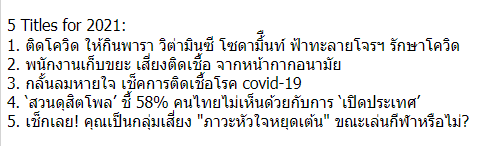 5 Titles for 2021:
1. ติดโควิด ให้กินพารา วิต่ามินซี โซดามิ้นท์ ฟ้าทะลายโจรฯ รักษาโควิด
2. พนักงานเก็บขยะ เสี่ยงติดเชื้อ จากหน้ากากอนามัย
3. กลั้นลมหายใจ เช็คการติดเชื้อโรค covid-19
4. ‘สวนดุสิตโพล’ ชี้ 58% คนไทยไม่เห็นด้วยกับการ ‘เปิดประเทศ’
5. เช็กเลย! คุณเป็นกลุ่มเสี่ยง "ภาวะหัวใจหยุดเต้น" ขณะเล่นกีฬาหรือไม่?